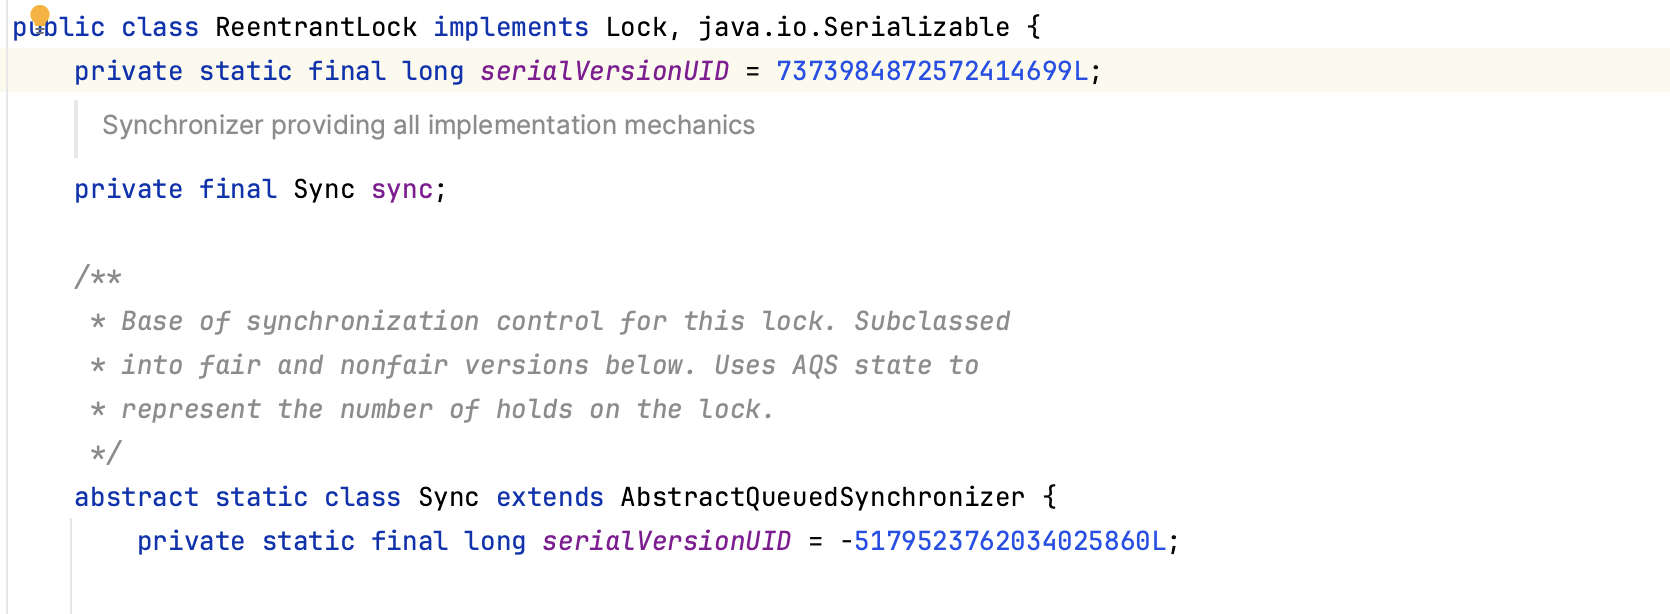 public class ReentrantLock implements Lock, java.io.Serializable {
private static final long serialVersionUID = 7373984872572414699L;
Synchronizer providing all implementation mechanics
private final Sync sync;
/**
* Base of synchronization control for this lock. Subclassed
* into fair and nonfair versions below. Uses AQS state to
* represent the number of holds on the lock.
*/
abstract static class Sync extends AbstractQueuedSynchronizer {
private static final long serialVersionUID = -5179523762034025860L;